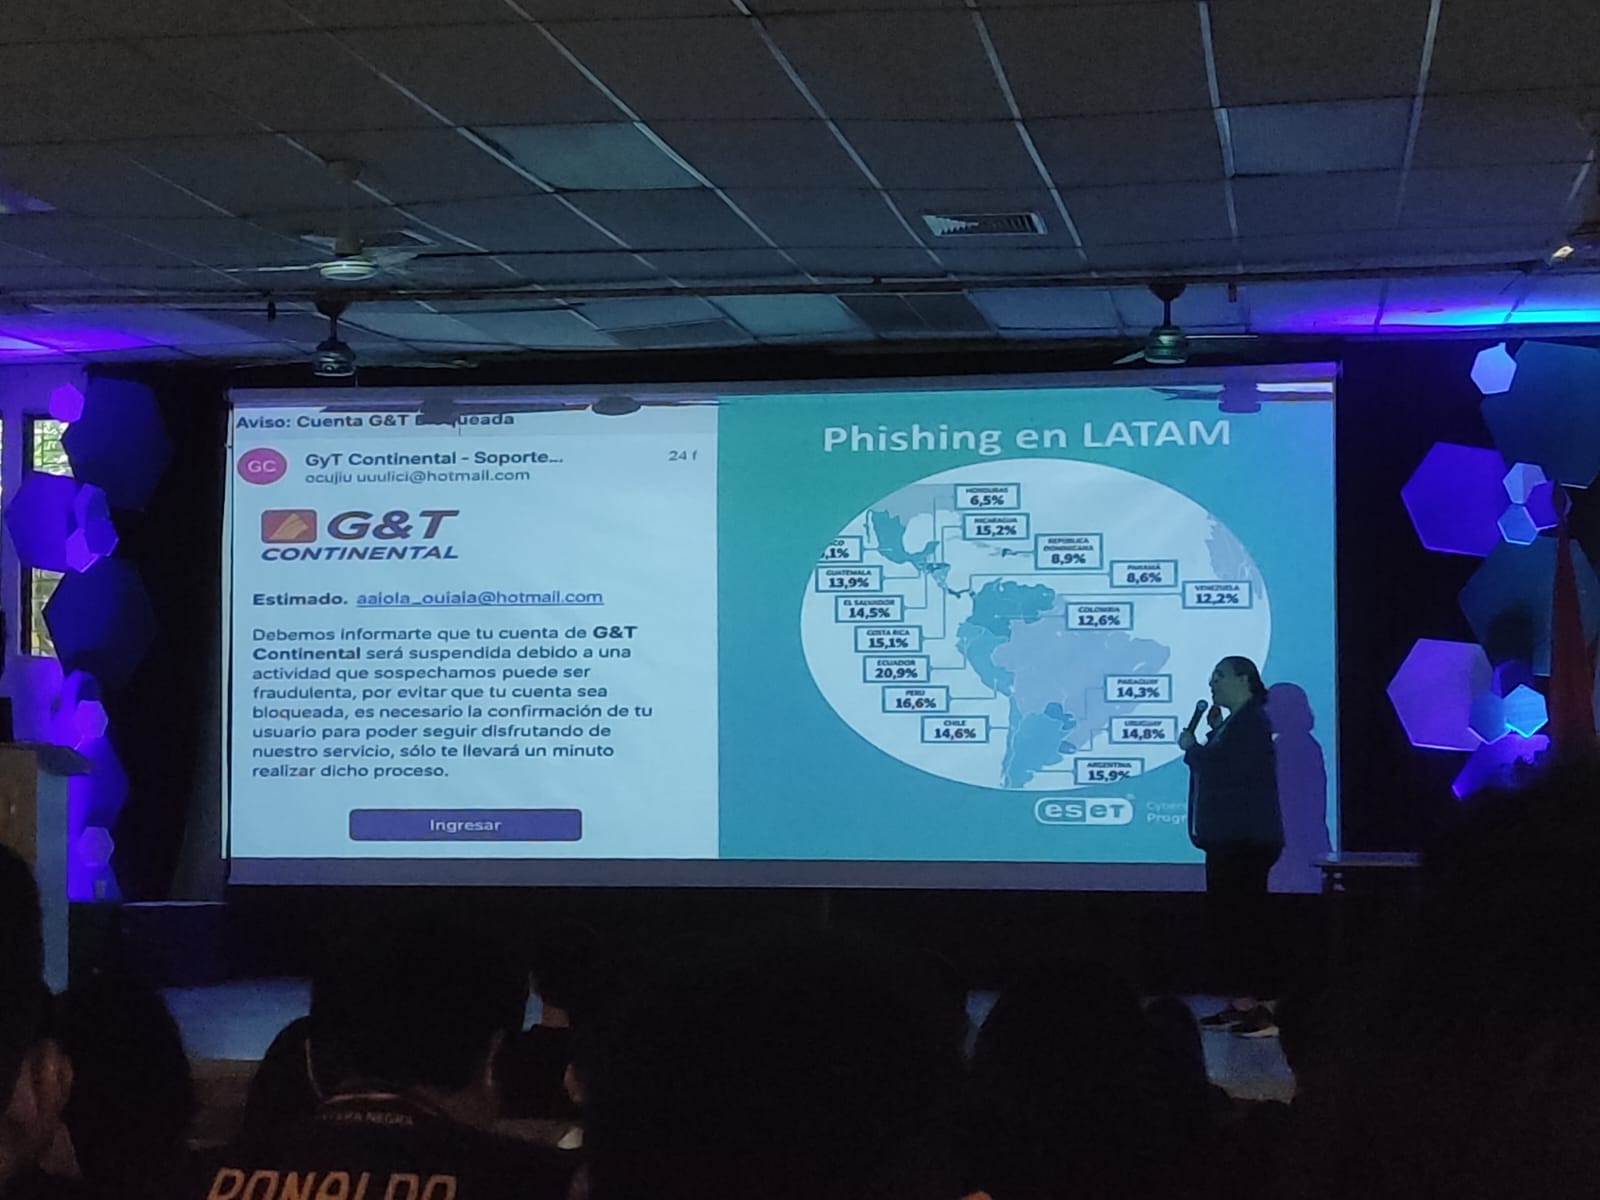 Aviso: Cuenta G&T Bloqueada
GC
GyT Continental - Soporte...
24 f
ocujiu uuulici@hotmail.com
G&T
CONTINENTAL
Estimado. aaiola_ouiala@hotmail.com
Debemos informarte que tu cuenta de G&T
Continental será suspendida debido a una
actividad que sospechamos puede ser
fraudulenta, por evitar que tu cuenta sea
bloqueada, es necesario la confirmación de tu
usuario para poder seguir disfrutando de
nuestro servicio, sólo te llevará un minuto
realizar dicho proceso.
Ingresar
Phishing en LATAM
HONDURAS
6,5%
NICARAGUA
15,2%
REPÚBLICA
DOMINICANA
8,9%
PANAMÁ
8,6%
VENEZUELA
12,2%
,1%
GUATEMALA
13,9%
EL SALVADOR
14,5%
COLOMBIA
12,6%
COSTA RICA
15,1%
ECUADOR
20,9%
PERÚ
16,6%
PARAGUAY
14,3%
CHILE
14,6%
URUGUAY
14,8%
ARGENTINA
15,9%
eset
RONALDO